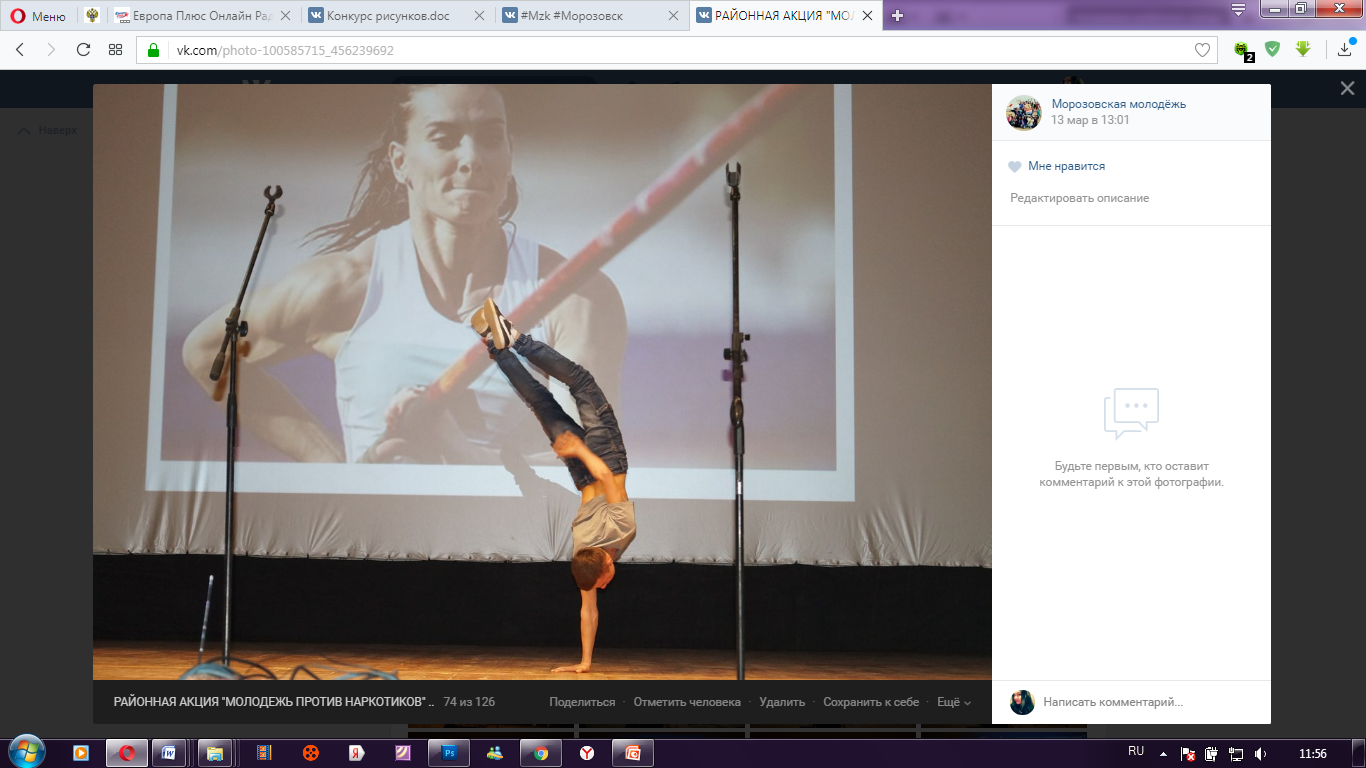 Меню
Европа Плюс Онлайн Рад
Конкурс рисунков.doc
#Mzk #Морозовск
РАЙОННАЯ АКЦИЯ "МОЛ
vk.com/photo-100585715_456239692
2
Наверх
Морозовская молодёжь
13 мар в 13:01
Мне нравится
Редактировать описание
Будьте первым, кто оставит
комментарий к этой фотографии.
РАЙОННАЯ АКЦИЯ "МОЛОДЕЖЬ ПРОТИВ НАРКОТИКОВ" .. 74 из 126 Поделиться · Отметить человека · Удалить · Сохранить к себе · Ещё
Написать комментарий...
RU 11:56